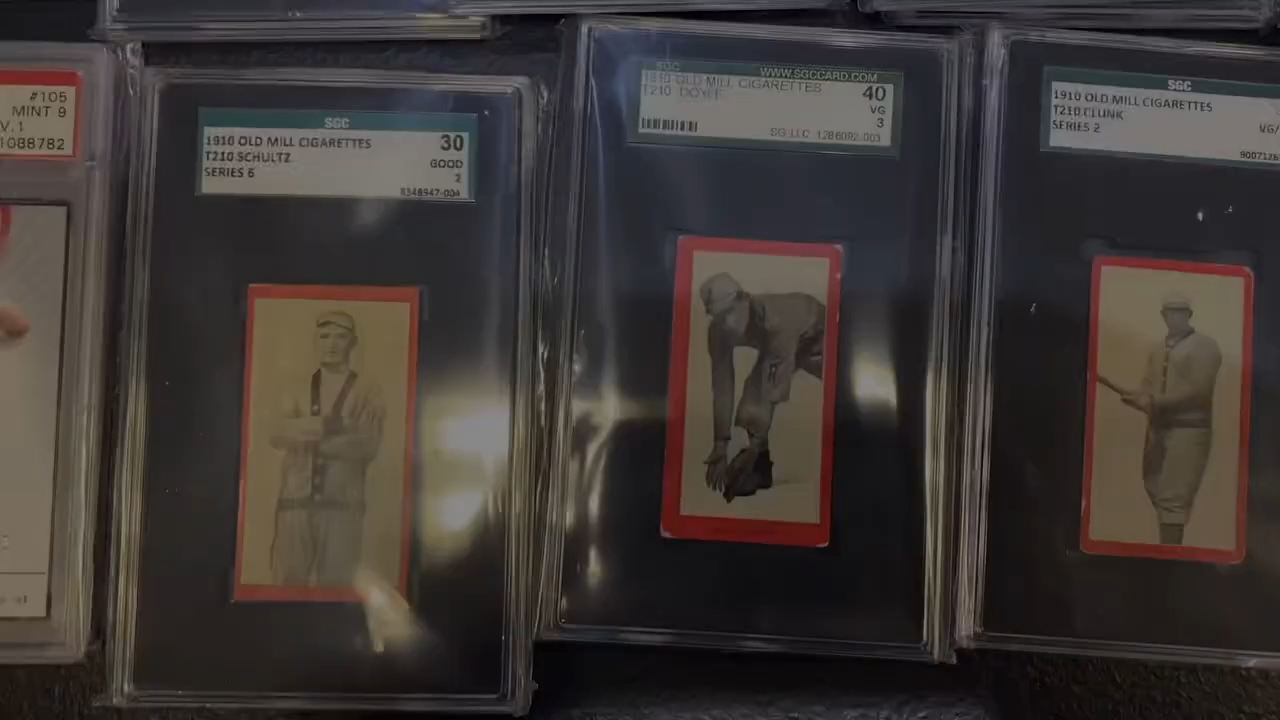 #105
MINT 9
V.1
1088782
SGC
1910 OLD MILL CIGARETTES
30
T210 SCHULTZ
GOOD
SERIES 6
2
8348947-004
SGC
WWW.SGCCARD.COM
1910 OLD MILL CIGARETTES
40
T210 DOYLE
VG
3
SG LLC 1286092-003
SGC
1910 OLD MILL CIGARETTES
T210 CLUNK
VG/
SERIES 2
9007126